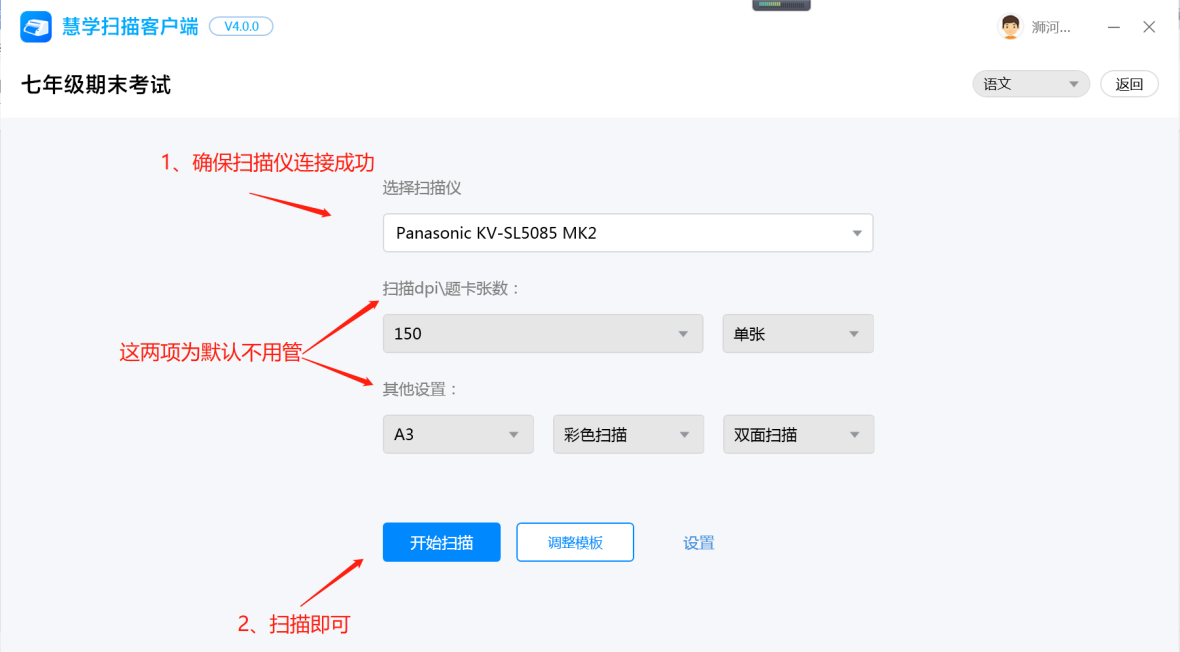 慧学扫描客户端 V4.0.0
浉河...
七年级期末考试
语文
返回
1、确保扫描仪连接成功
选择扫描仪
Panasonic KV-SL5085 MK2
扫描dpi\题卡张数：
150
单张
这两项为默认不用管
其他设置：
A3
彩色扫描
双面扫描
开始扫描
调整模板
设置
2、扫描即可